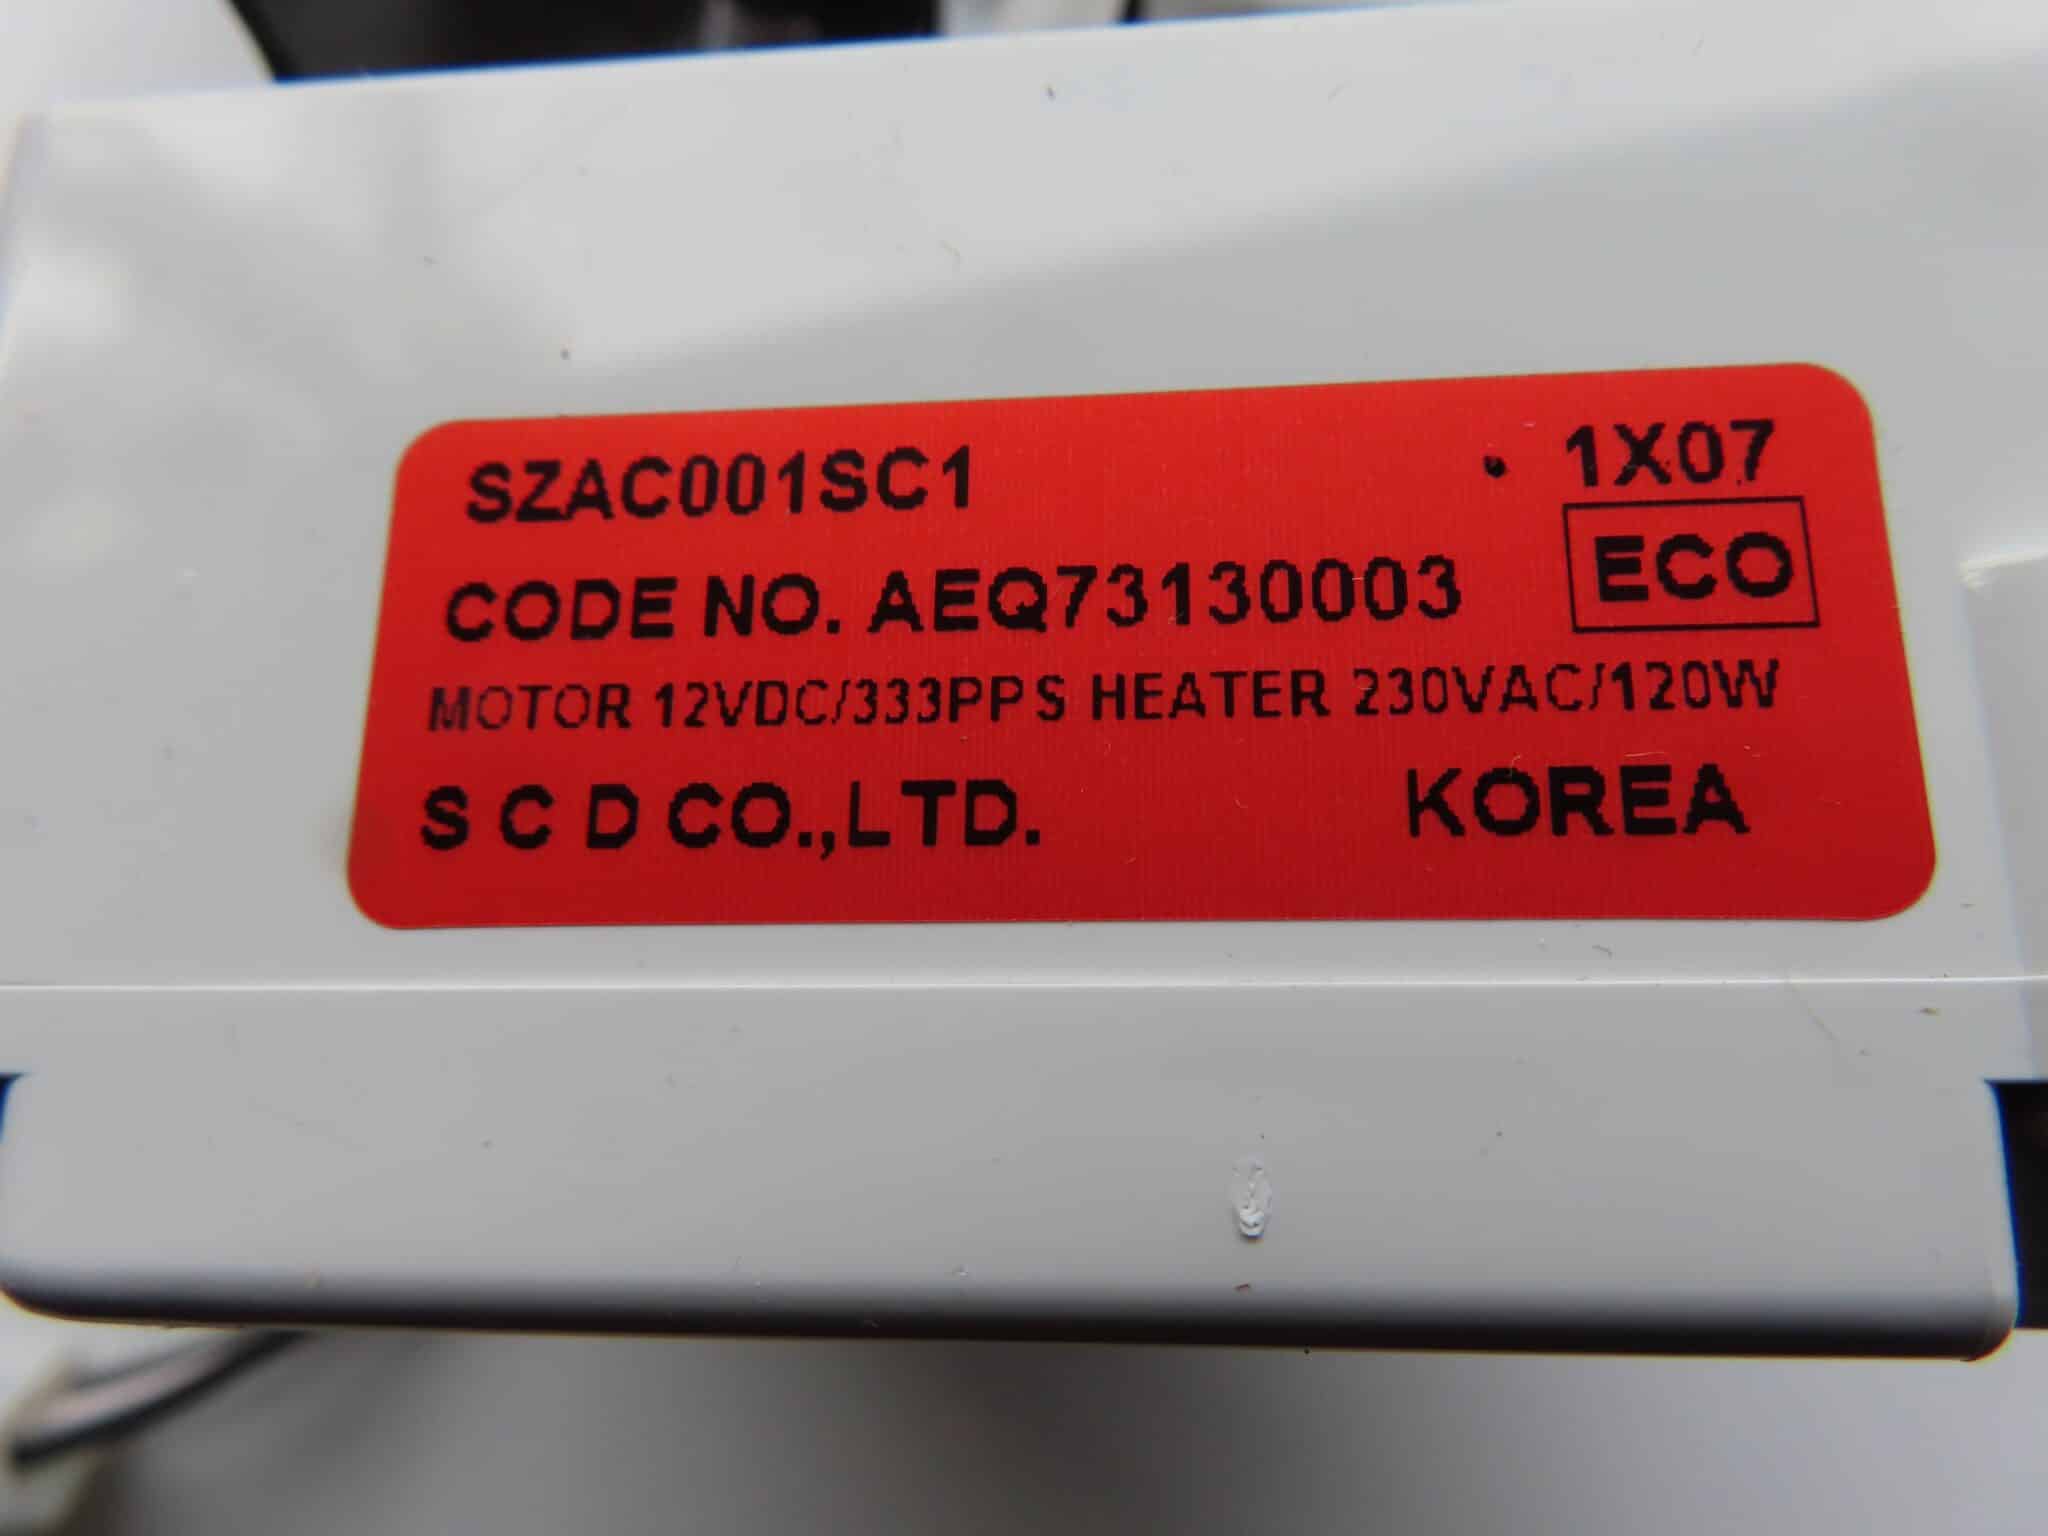 SZAC001SC1 1X07
CODE NO. AEQ73130003 ECO
MOTOR 12VDC/333PPS HEATER 230VAC/120W
S C D CO.,LTD. KOREA